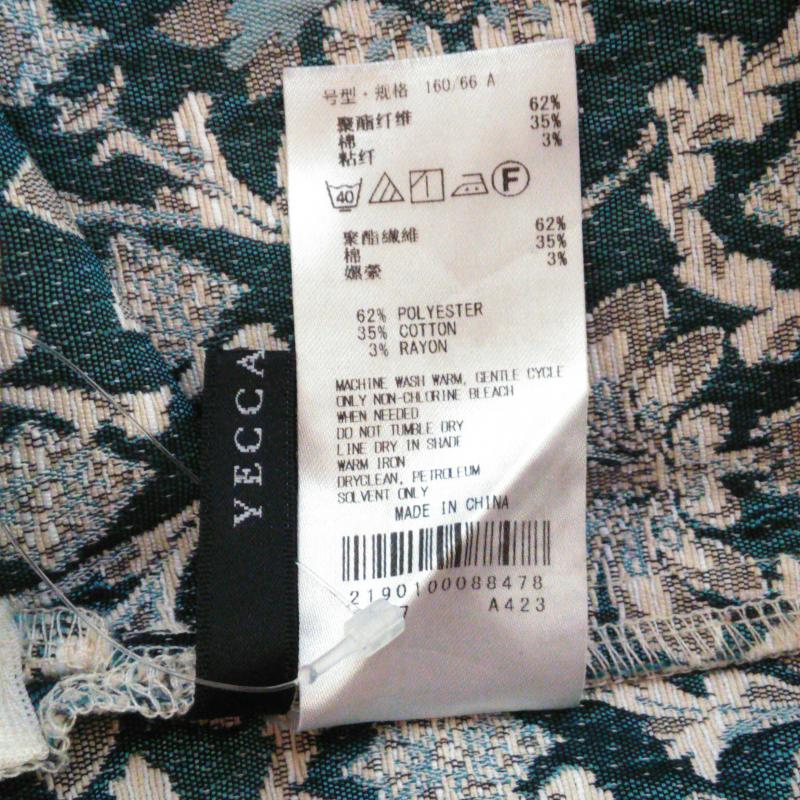 号型·规格 160/66 A
聚酯纤维 62%
棉 35%
粘纤 3%
40 F
聚酯纖維 62%
棉 35%
嫘縈 3%
62% POLYESTER
35% COTTON
3% RAYON
MACHINE WASH WARM, GENTLE CYCLE
ONLY NON-CHLORINE BLEACH
WHEN NEEDED
DO NOT TUMBLE DRY
LINE DRY IN SHADE
WARM IRON
DRYCLEAN, PETROLEUM
SOLVENT ONLY
MADE IN CHINA
2190100088478
7 A423
YECCA